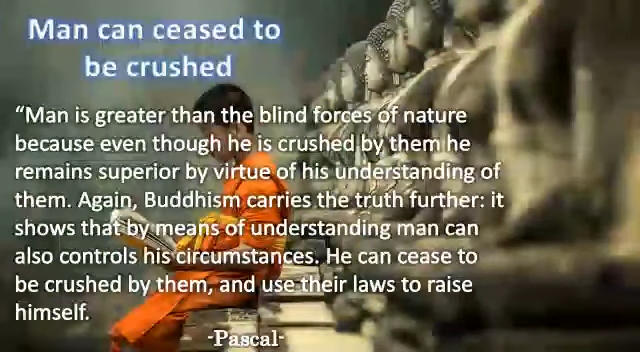 Man can ceased to
be crushed
“Man is greater than the blind forces of nature
because even though he is crushed by them he
remains superior by virtue of his understanding of
them. Again, Buddhism carries the truth further: it
shows that by means of understanding man can
also controls his circumstances. He can cease to
be crushed by them, and use their laws to raise
himself.
-Pascal-